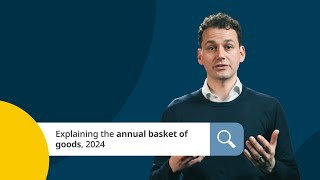 Explaining the annual basket of
goods, 2024